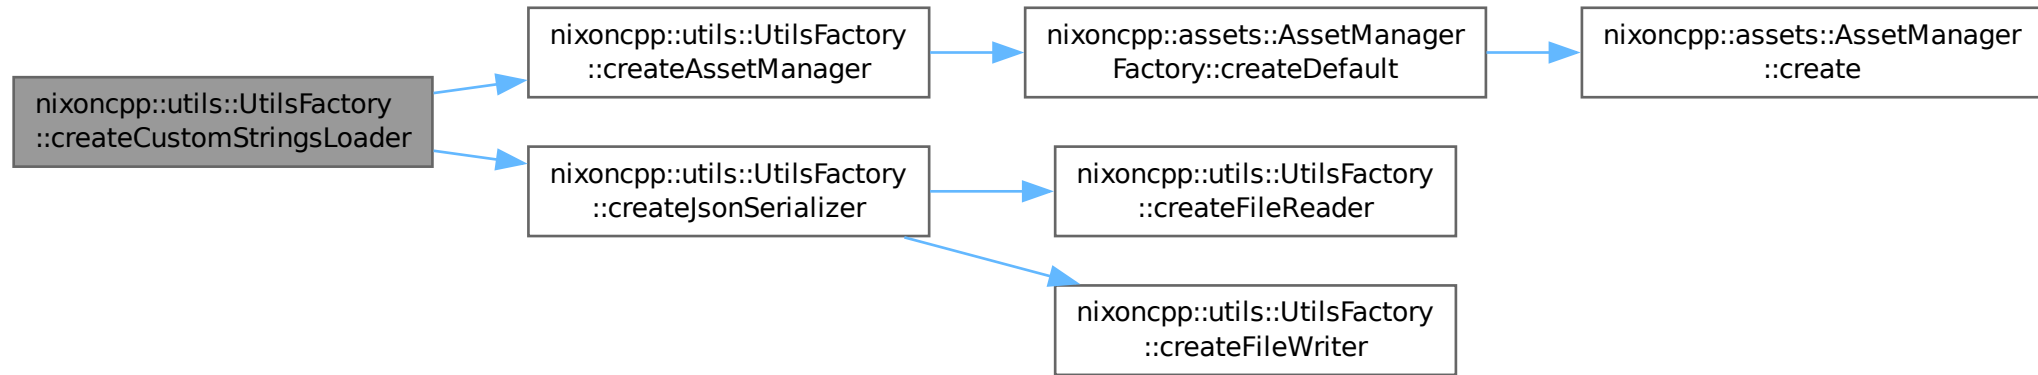 nixoncpp::utils::UtilsFactory
::createCustomStringsLoader
nixoncpp::utils::UtilsFactory
::createAssetManager
nixoncpp::assets::AssetManager
Factory::createDefault
nixoncpp::assets::AssetManager
::create
nixoncpp::utils::UtilsFactory
::createJsonSerializer
nixoncpp::utils::UtilsFactory
::createFileReader
nixoncpp::utils::UtilsFactory
::createFileWriter